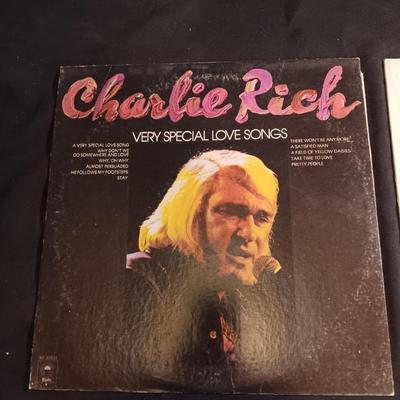 Charlie Rich
VERY SPECIAL LOVE SONGS
A VERY SPECIAL LOVE SONG
WHY DON'T WE
GO SOMEWHERE AND LOVE
WHY, OH WHY
ALMOST PERSUADED
HE FOLLOWS MY FOOTSTEPS
STAY
THERE WON'T BE ANYMORE
A SATISFIED MAN
A FIELD OF YELLOW DAISIES
TAKE TIME TO LOVE
PRETTY PEOPLE
Epic